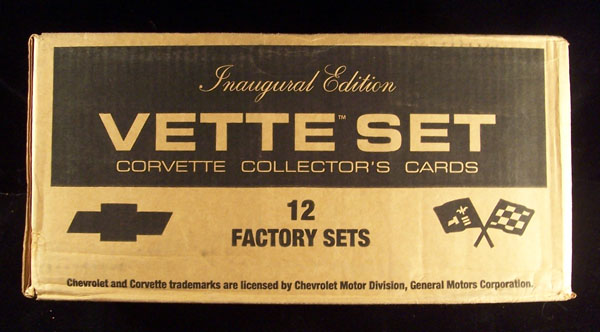 Inaugural Edition
VETTE™ SET
CORVETTE COLLECTOR'S CARDS
12
FACTORY SETS
Chevrolet and Corvette trademarks are licensed by Chevrolet Motor Division, General Motors Corporation.